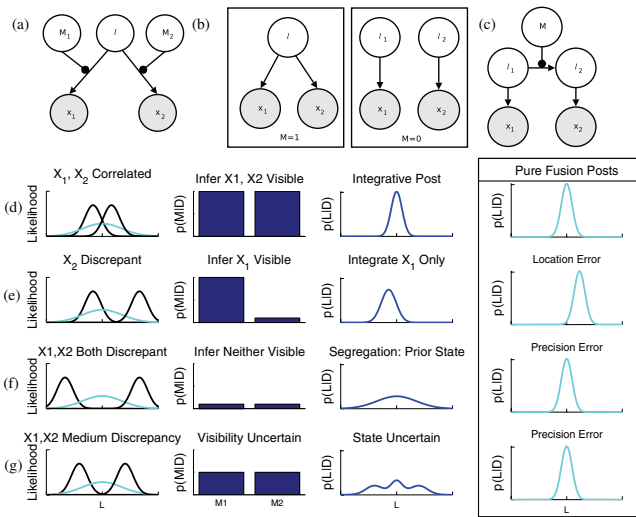 (a)
M1
l
M2
X1
X2
(b)
l
X1
X2
M=1
l1
l2
X1
X2
M=0
(c)
M
l1
l2
X1
X2
Pure Fusion Posts
(d)
X1, X2 Correlated
Likelihood
Infer X1, X2 Visible
p(MID)
Integrative Post
p(LID)
p(LID)
(e)
X2 Discrepant
Likelihood
Infer X1 Visible
p(MID)
Integrate X1 Only
p(LID)
Location Error
p(LID)
(f)
X1,X2 Both Discrepant
Likelihood
Infer Neither Visible
p(MID)
Segregation: Prior State
p(LID)
Precision Error
p(LID)
(g)
X1,X2 Medium Discrepancy
Likelihood
L
Visibility Uncertain
p(MID)
M1
M2
State Uncertain
p(LID)
L
Precision Error
p(LID)
L